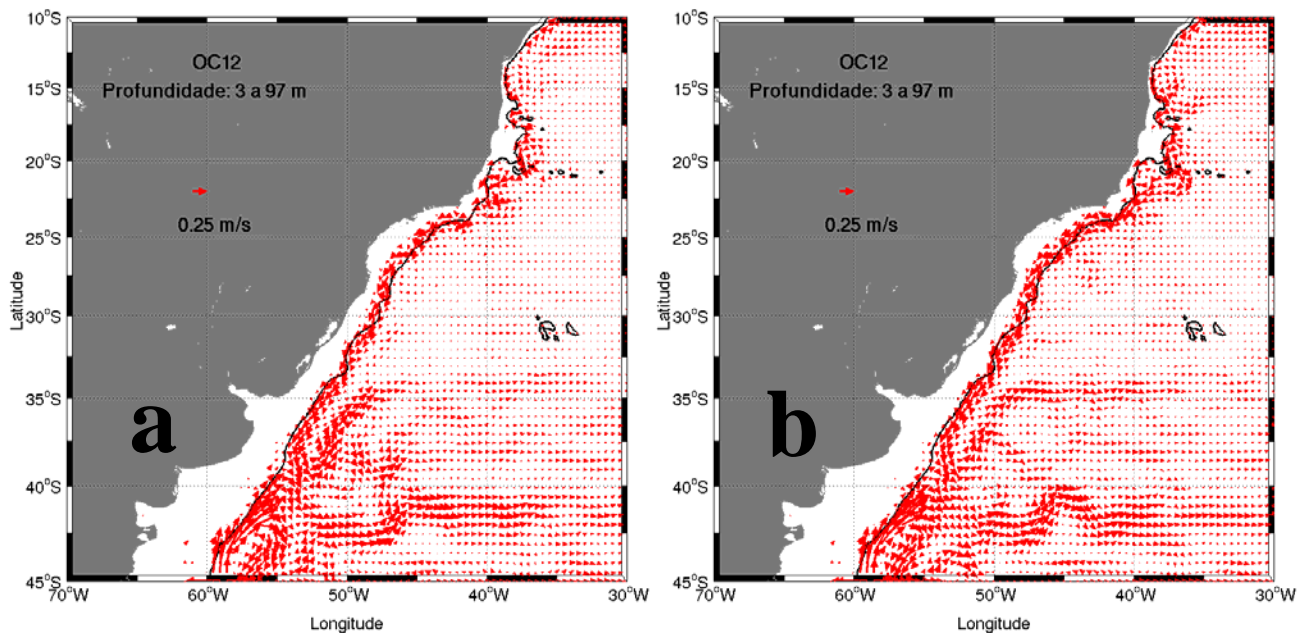 10°S
15°S
20°S
25°S
30°S
35°S
40°S
45°S
Latitude
OC12
Profundidade: 3 a 97 m
0.25 m/s
a
70°W 60°W 50°W 40°W 30°W
Longitude
10°S
15°S
20°S
25°S
30°S
35°S
40°S
45°S
Latitude
OC12
Profundidade: 3 a 97 m
0.25 m/s
b
70°W 60°W 50°W 40°W 30°W
Longitude